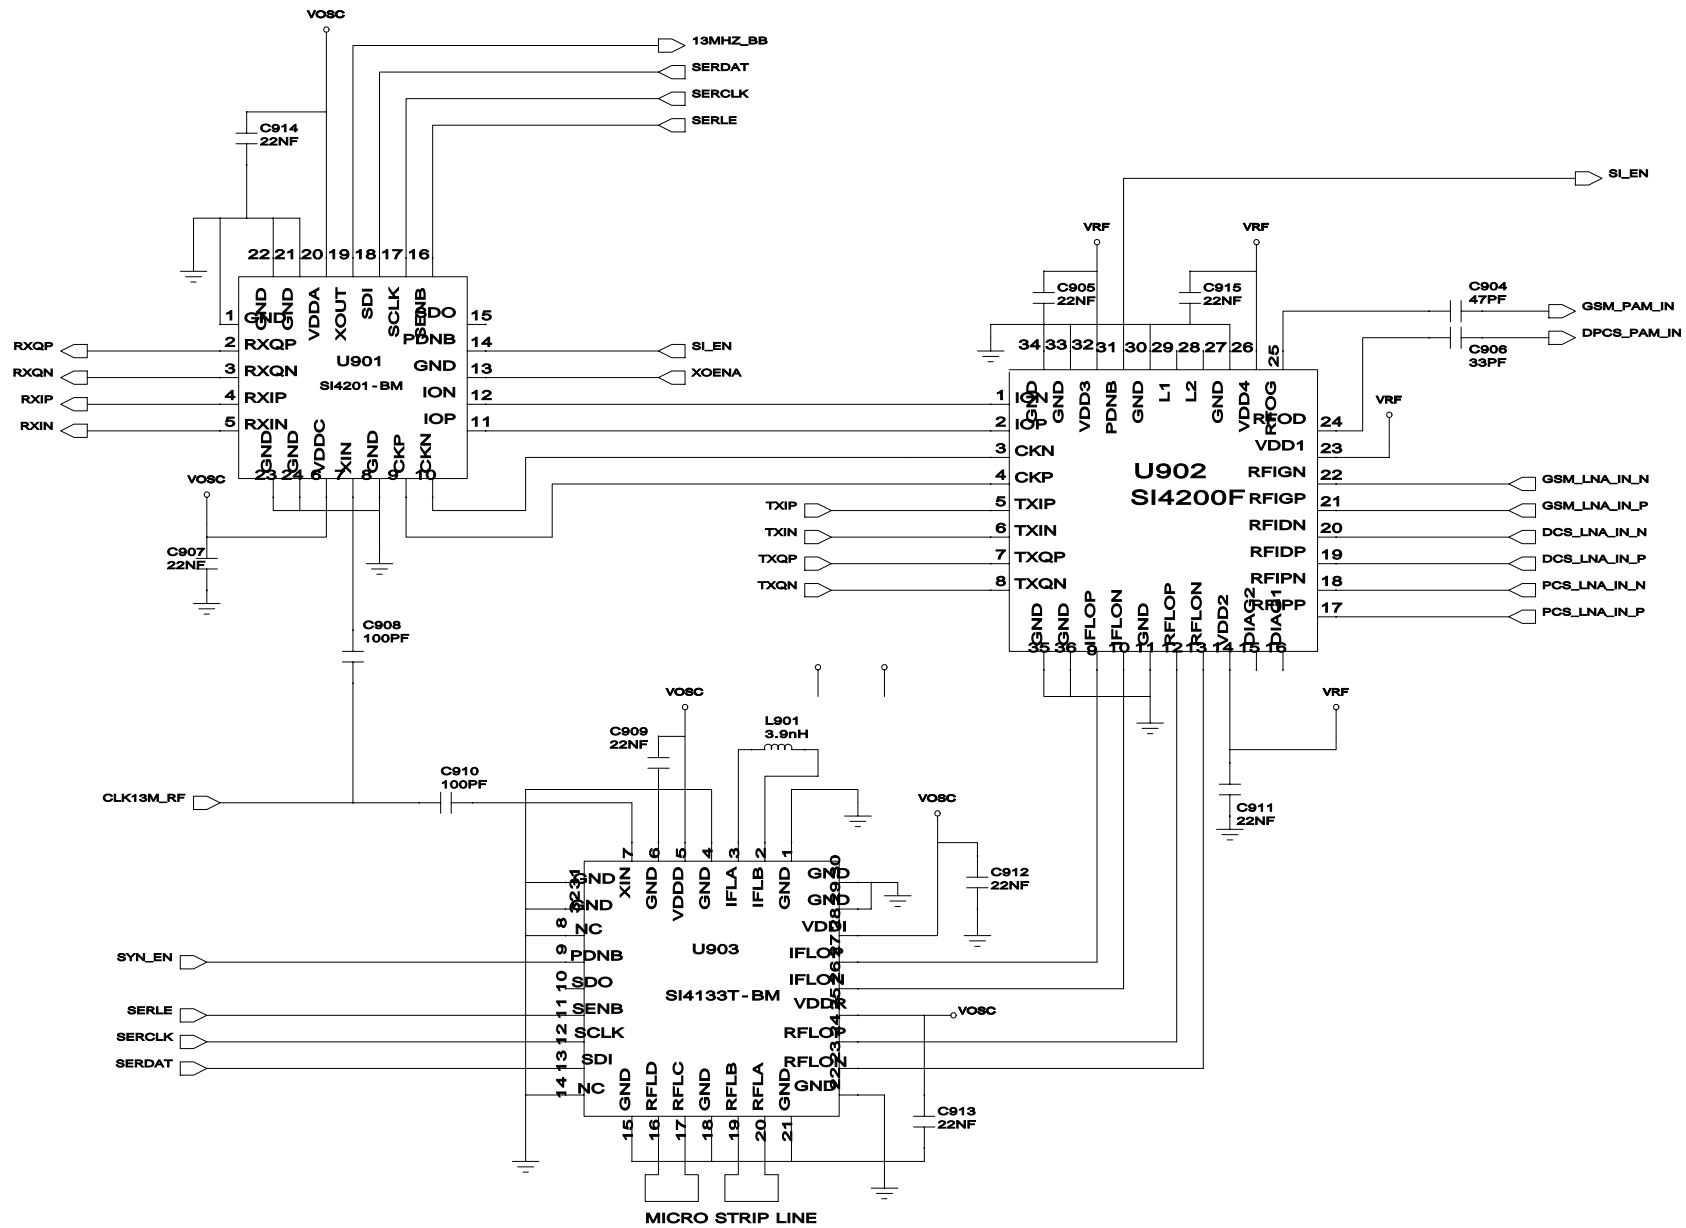 VOSC
13MHZ_BB
SERDAT
SERCLK
SERLE
C914
22NF
22 21 20 19 18 17 16
GND GND VDDA XOUT SDI SCLK SENB
1 GND
SDO 15
2 RXQP
PDNB 14
3 RXQN
GND 13
4 RXIP
ION 12
5 RXIN
IOP 11
U901
SI4201-BM
RXQP
RXQN
RXIP
RXIN
SI_EN
XOENA
GND GND VDDC XIN GND CKP CKN
23 24 6 7 8 9 10
VOSC
C907
22NF
C908
100PF
SI_EN
VRF
VRF
C905
22NF
C915
22NF
C904
47PF
GSM_PAM_IN
DPCS_PAM_IN
C906
33PF
34 33 32 31 30 29 28 27 26 25
GND GND VDD3 PDNB GND L1 L2 GND VDD4 RFOG
VRF
1 ION
2 IOP
3 CKN
4 CKP
5 TXIP
6 TXIN
7 TXQP
8 TXQN
U902
SI4200F
RFOD 24
VDD1 23
RFIGN 22
RFIGP 21
RFIDN 20
RFIDP 19
RFIPN 18
RFIPP 17
GSM_LNA_IN_N
GSM_LNA_IN_P
DCS_LNA_IN_N
DCS_LNA_IN_P
PCS_LNA_IN_N
PCS_LNA_IN_P
TXIP
TXIN
TXQP
TXQN
GND GND IFLOP IFLON GND RFLOP RFLON VDD2 DIAG2 DIAG1
35 36 9 10 11 12 13 14 15 16
VRF
C911
22NF
VOSC
C909
22NF
L901
3.9nH
C910
100PF
CLK13M_RF
VOSC
C912
22NF
7 6 5 4 3 2 1
XIN GND VDDD GND IFLA IFLB GND
31 GND
32 GND
8 NC
9 PDNB
10 SDO
11 SENB
12 SCLK
13 SDI
14 NC
U903
SI4133T-BM
GND 30
GND 29
VDDI 28
IFLOP 27
IFLON 26
VDDR 25
RFLOP 24
RFLON 23
GND 22
SYN_EN
SERLE
SERCLK
SERDAT
VOSC
C913
22NF
GND RFLD RFLC GND RFLB RFLA GND
15 16 17 18 19 20 21
MICRO STRIP LINE